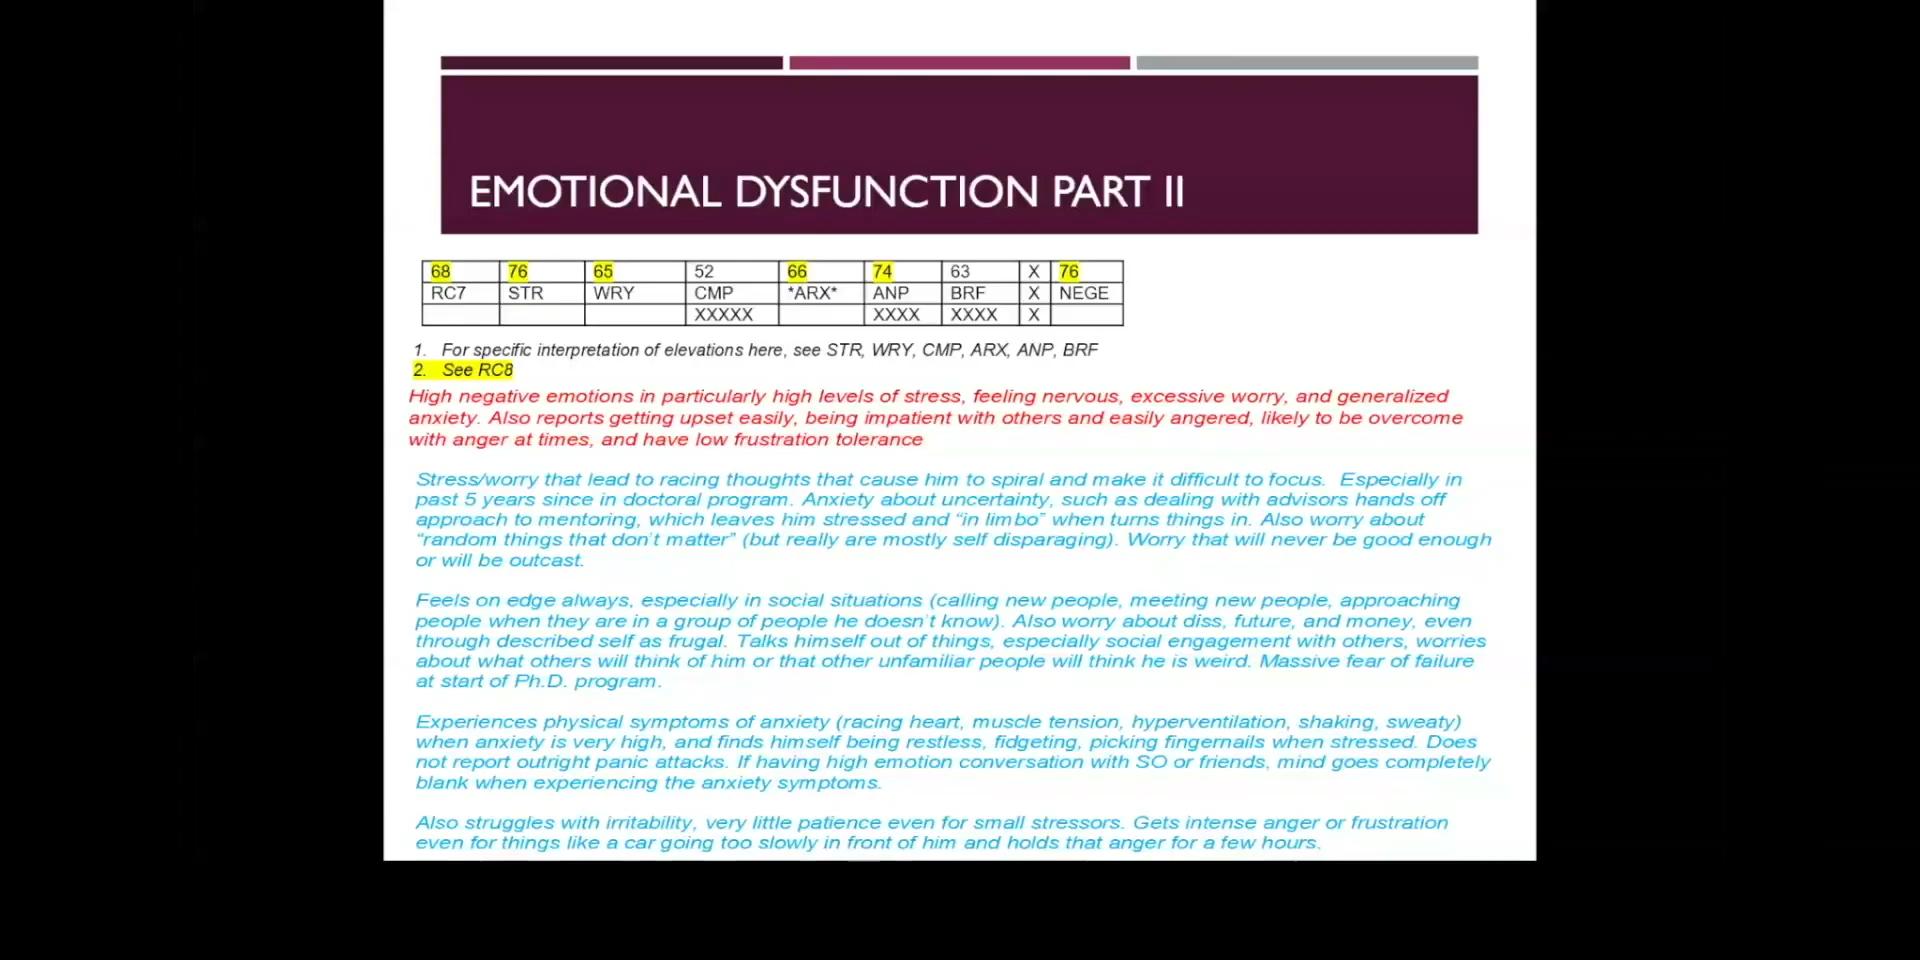 EMOTIONAL DYSFUNCTION PART II
68 76 65 52 66 74 63 X 76
RC7 STR WRY CMP *ARX* ANP BRF X NEGE
XXXXX XXXX XXXX X
1. For specific interpretation of elevations here, see STR, WRY, CMP, ARX, ANP, BRF
2. See RC8
High negative emotions in particularly high levels of stress, feeling nervous, excessive worry, and generalized
anxiety. Also reports getting upset easily, being impatient with others and easily angered, likely to be overcome
with anger at times, and have low frustration tolerance
Stress/worry that lead to racing thoughts that cause him to spiral and make it difficult to focus. Especially in
past 5 years since in doctoral program. Anxiety about uncertainty, such as dealing with advisors hands off
approach to mentoring, which leaves him stressed and “in limbo” when turns things in. Also worry about
“random things that don’t matter” (but really are mostly self disparaging). Worry that will never be good enough
or will be outcast.
Feels on edge always, especially in social situations (calling new people, meeting new people, approaching
people when they are in a group of people he doesn’t know). Also worry about diss, future, and money, even
through described self as frugal. Talks himself out of things, especially social engagement with others, worries
about what others will think of him or that other unfamiliar people will think he is weird. Massive fear of failure
at start of Ph.D. program.
Experiences physical symptoms of anxiety (racing heart, muscle tension, hyperventilation, shaking, sweaty)
when anxiety is very high, and finds himself being restless, fidgeting, picking fingernails when stressed. Does
not report outright panic attacks. If having high emotion conversation with SO or friends, mind goes completely
blank when experiencing the anxiety symptoms.
Also struggles with irritability, very little patience even for small stressors. Gets intense anger or frustration
even for things like a car going too slowly in front of him and holds that anger for a few hours.